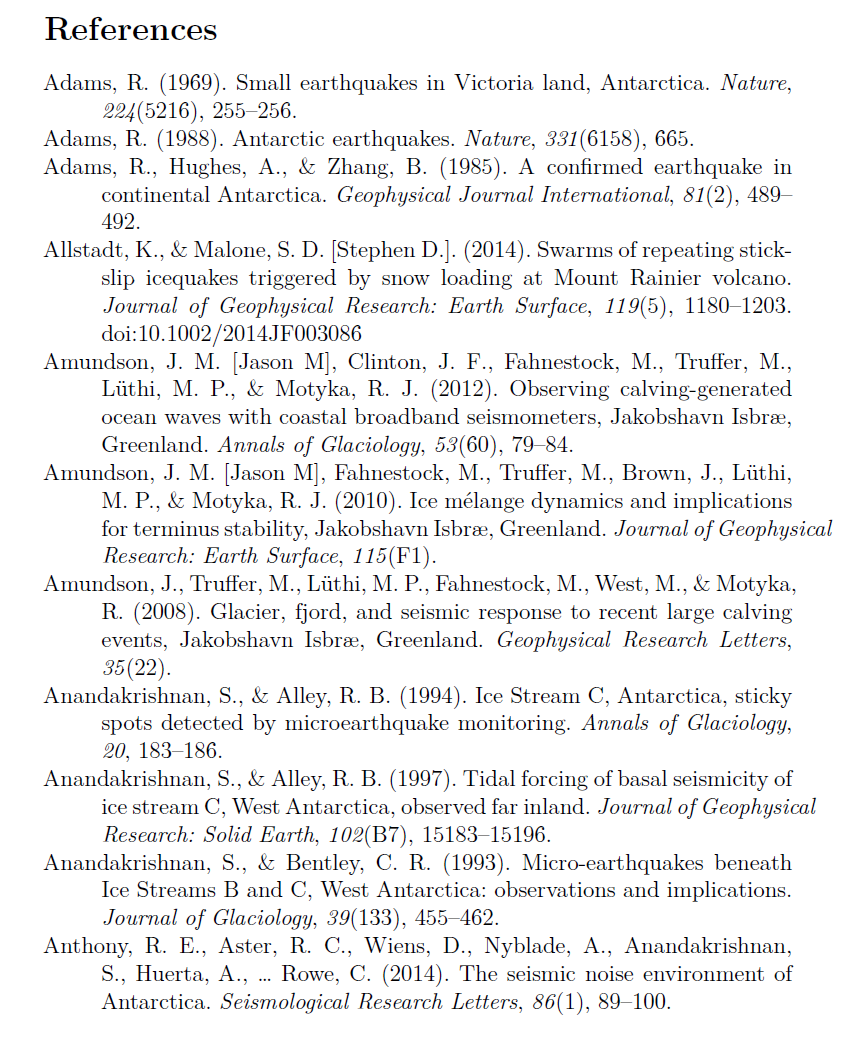 References
Adams, R. (1969). Small earthquakes in Victoria land, Antarctica. Nature,
224(5216), 255–256.
Adams, R. (1988). Antarctic earthquakes. Nature, 331(6158), 665.
Adams, R., Hughes, A., & Zhang, B. (1985). A confirmed earthquake in
continental Antarctica. Geophysical Journal International, 81(2), 489–
492.
Allstadt, K., & Malone, S. D. [Stephen D.]. (2014). Swarms of repeating stick-
slip icequakes triggered by snow loading at Mount Rainier volcano.
Journal of Geophysical Research: Earth Surface, 119(5), 1180–1203.
doi:10.1002/2014JF003086
Amundson, J. M. [Jason M], Clinton, J. F., Fahnestock, M., Truffer, M.,
Lüthi, M. P., & Motyka, R. J. (2012). Observing calving-generated
ocean waves with coastal broadband seismometers, Jakobshavn Isbræ,
Greenland. Annals of Glaciology, 53(60), 79–84.
Amundson, J. M. [Jason M], Fahnestock, M., Truffer, M., Brown, J., Lüthi,
M. P., & Motyka, R. J. (2010). Ice mélange dynamics and implications
for terminus stability, Jakobshavn Isbræ, Greenland. Journal of Geophysical
Research: Earth Surface, 115(F1).
Amundson, J., Truffer, M., Lüthi, M. P., Fahnestock, M., West, M., & Motyka,
R. (2008). Glacier, fjord, and seismic response to recent large calving
events, Jakobshavn Isbræ, Greenland. Geophysical Research Letters,
35(22).
Anandakrishnan, S., & Alley, R. B. (1994). Ice Stream C, Antarctica, sticky
spots detected by microearthquake monitoring. Annals of Glaciology,
20, 183–186.
Anandakrishnan, S., & Alley, R. B. (1997). Tidal forcing of basal seismicity of
ice stream C, West Antarctica, observed far inland. Journal of Geophysical
Research: Solid Earth, 102(B7), 15183–15196.
Anandakrishnan, S., & Bentley, C. R. (1993). Micro-earthquakes beneath
Ice Streams B and C, West Antarctica: observations and implications.
Journal of Glaciology, 39(133), 455–462.
Anthony, R. E., Aster, R. C., Wiens, D., Nyblade, A., Anandakrishnan,
S., Huerta, A., … Rowe, C. (2014). The seismic noise environment of
Antarctica. Seismological Research Letters, 86(1), 89–100.